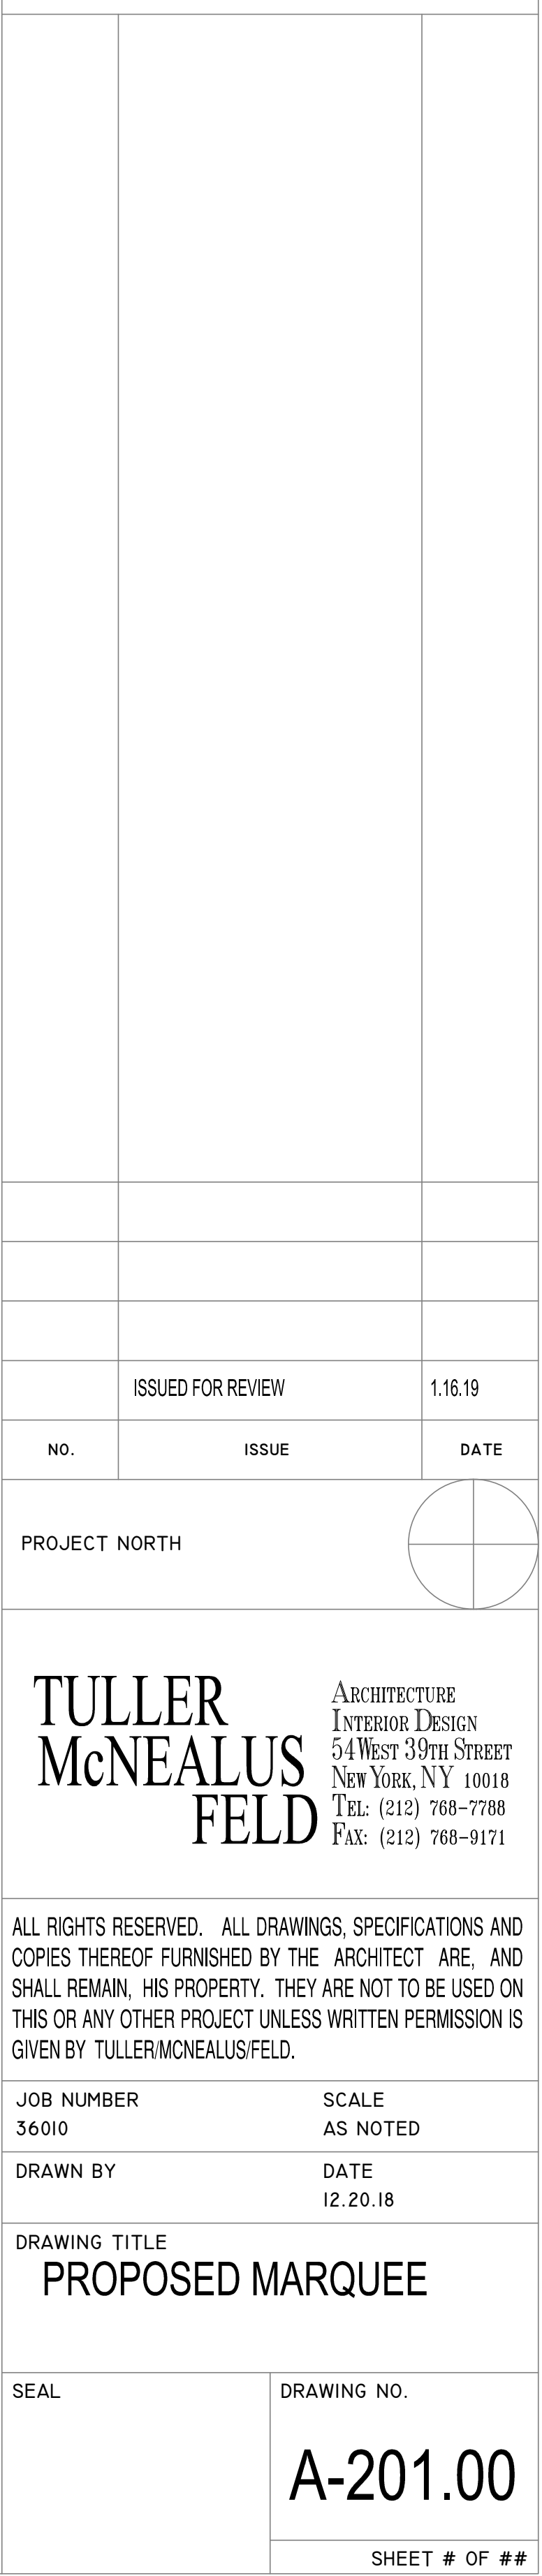 ISSUED FOR REVIEW 1.16.19
NO. ISSUE DATE
PROJECT NORTH
TULLER
McNEALUS
FELD
ARCHITECTURE
INTERIOR DESIGN
54 WEST 39TH STREET
NEW YORK, NY 10018
TEL: (212) 768-7788
FAX: (212) 768-9171
ALL RIGHTS RESERVED. ALL DRAWINGS, SPECIFICATIONS AND
COPIES THEREOF FURNISHED BY THE ARCHITECT ARE, AND
SHALL REMAIN, HIS PROPERTY. THEY ARE NOT TO BE USED ON
THIS OR ANY OTHER PROJECT UNLESS WRITTEN PERMISSION IS
GIVEN BY TULLER/MCNEALUS/FELD.
JOB NUMBER SCALE
36010 AS NOTED
DRAWN BY DATE
12.20.18
DRAWING TITLE
PROPOSED MARQUEE
SEAL DRAWING NO.
A-201.00
SHEET # OF ##